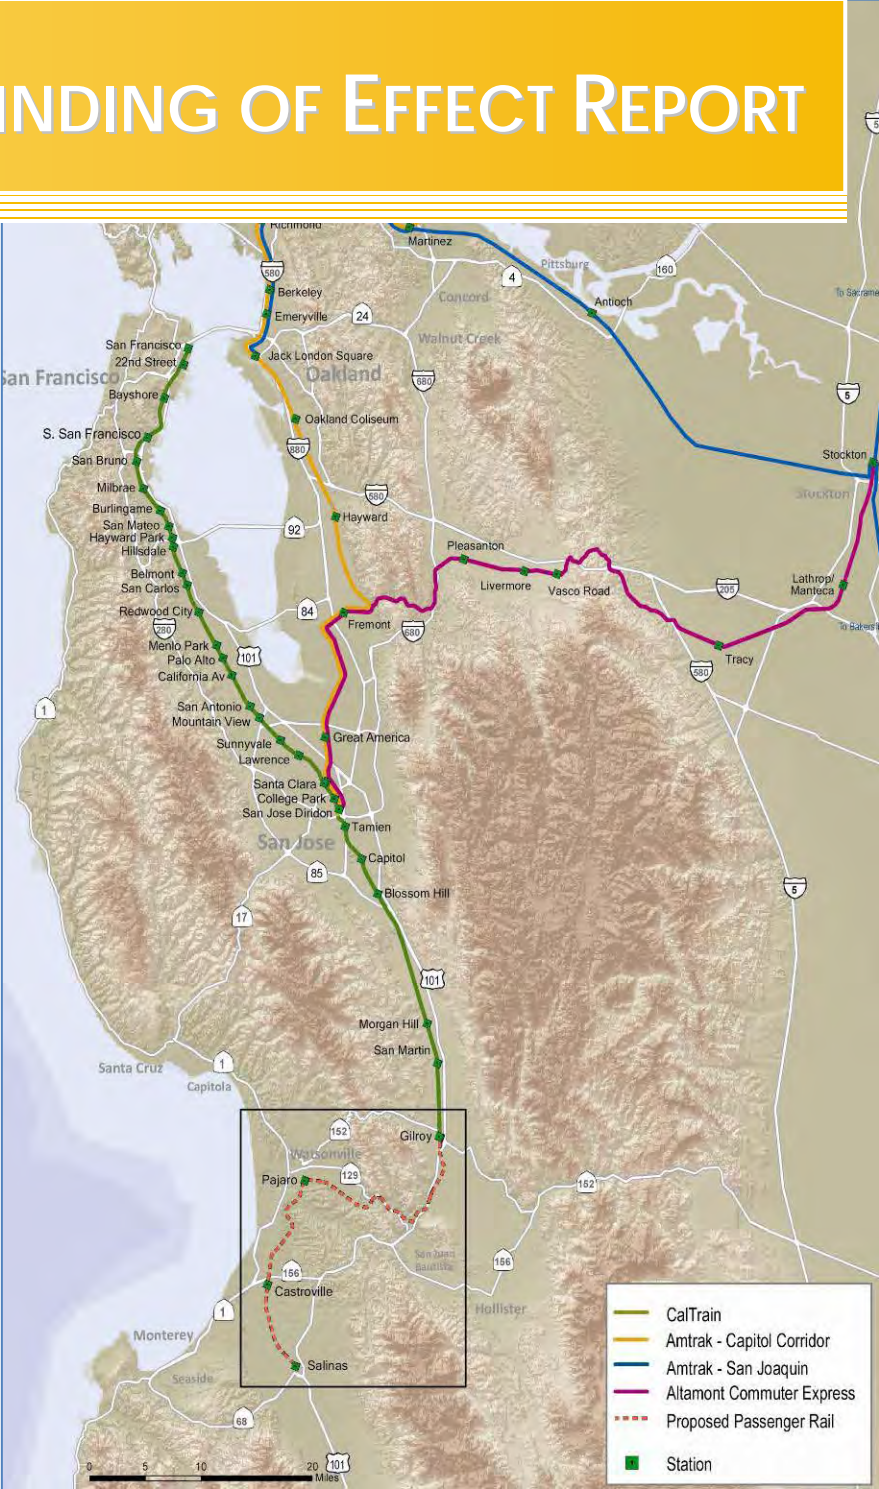 INDING OF EFFECT REPORT
5
Richmond
Martinez
580
Pittsburg
160
4
Berkeley
Concord
Antioch
Emeryville
24
San Francisco
Walnut Creek
22nd Street
Jack London Square
San Francisco
Oakland
680
Bayshore
5
Oakland Coliseum
S. San Francisco
880
San Bruno
Stockton
Milbrae
580
Stockton
Burlingame
Hayward
San Mateo
92
Hayward Park
Hillsdale
Pleasanton
Belmont
Livermore
Vasco Road
Lathrop/
Manteca
San Carlos
205
Redwood City
84
Fremont
280
680
Menlo Park
101
Palo Alto
Tracy
California Av
580
1
San Antonio
Mountain View
Great America
Sunnyvale
Lawrence
Santa Clara
College Park
San Jose Diridon
Tamien
San Jose
Capitol
85
5
Blossom Hill
17
101
Morgan Hill
San Martin
1
Santa Cruz
Capitola
152
Gilroy
Watsonville
129
Pajaro
152
San Juan
Bautista
156
156
Castroville
1
Hollister
Monterey
Salinas
Seaside
68
CalTrain
Amtrak - Capitol Corridor
Amtrak - San Joaquin
Altamont Commuter Express
Proposed Passenger Rail
Station
0 5 10 20
Miles
101